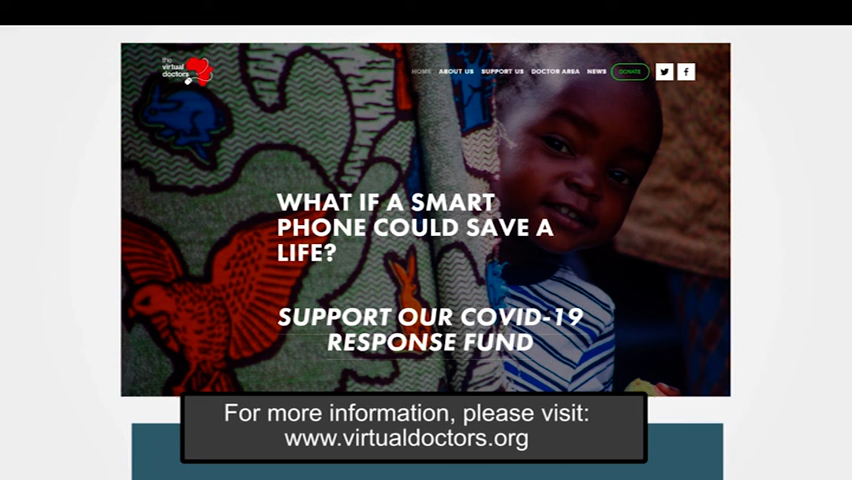 the
virtual
doctors
HOME ABOUT US SUPPORT US DOCTOR AREA NEWS DONATE
WHAT IF A SMART
PHONE COULD SAVE A
LIFE?
SUPPORT OUR COVID-19
RESPONSE FUND
For more information, please visit:
www.virtualdoctors.org